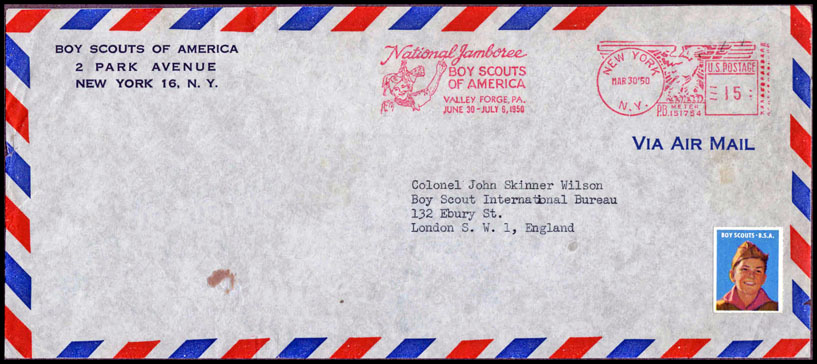 BOY SCOUTS OF AMERICA
2 PARK AVENUE
NEW YORK 16, N. Y.
National Jamboree
BOY SCOUTS
OF AMERICA
VALLEY FORGE, PA.
JUNE 30 - JULY 6, 1950
NEW YORK
MAR 30 '50
N.Y.
U.S. POSTAGE
15
P.B. METER
151754
VIA AIR MAIL
Colonel John Skinner Wilson
Boy Scout International Bureau
132 Ebury St.
London S. W. 1, England
BOY SCOUTS - B.S.A.